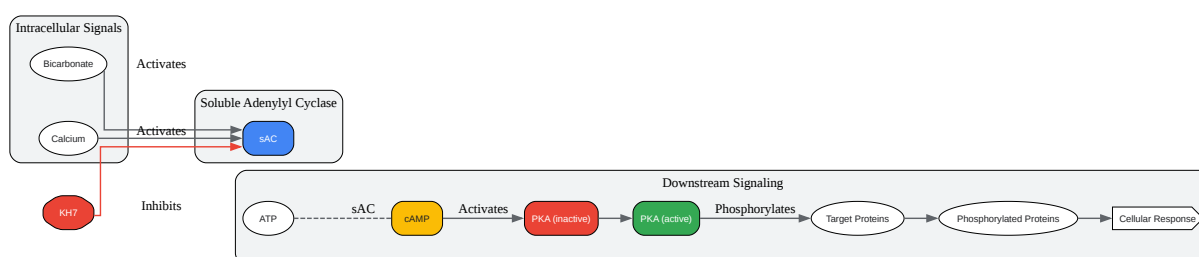 Intracellular Signals
Bicarbonate
Activates
Soluble Adenylyl Cyclase
Calcium
Activates
sAC
KH7
Inhibits
Downstream Signaling
ATP
sAC
cAMP
Activates
PKA (inactive)
PKA (active)
Phosphorylates
Target Proteins
Phosphorylated Proteins
Cellular Response